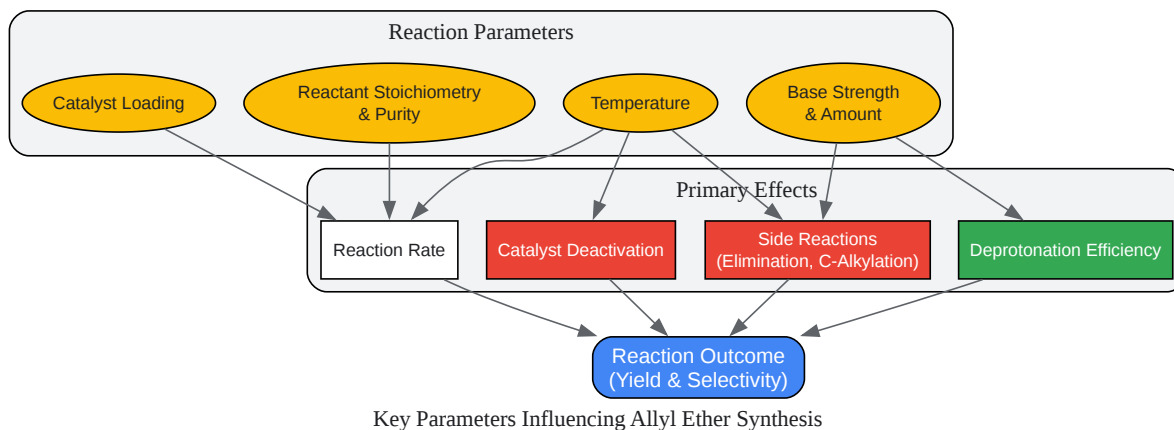 Reaction Parameters
Catalyst Loading
Reactant Stoichiometry
& Purity
Temperature
Base Strength
& Amount
Primary Effects
Reaction Rate
Catalyst Deactivation
Side Reactions
(Elimination, C-Alkylation)
Deprotonation Efficiency
Reaction Outcome
(Yield & Selectivity)
Key Parameters Influencing Allyl Ether Synthesis